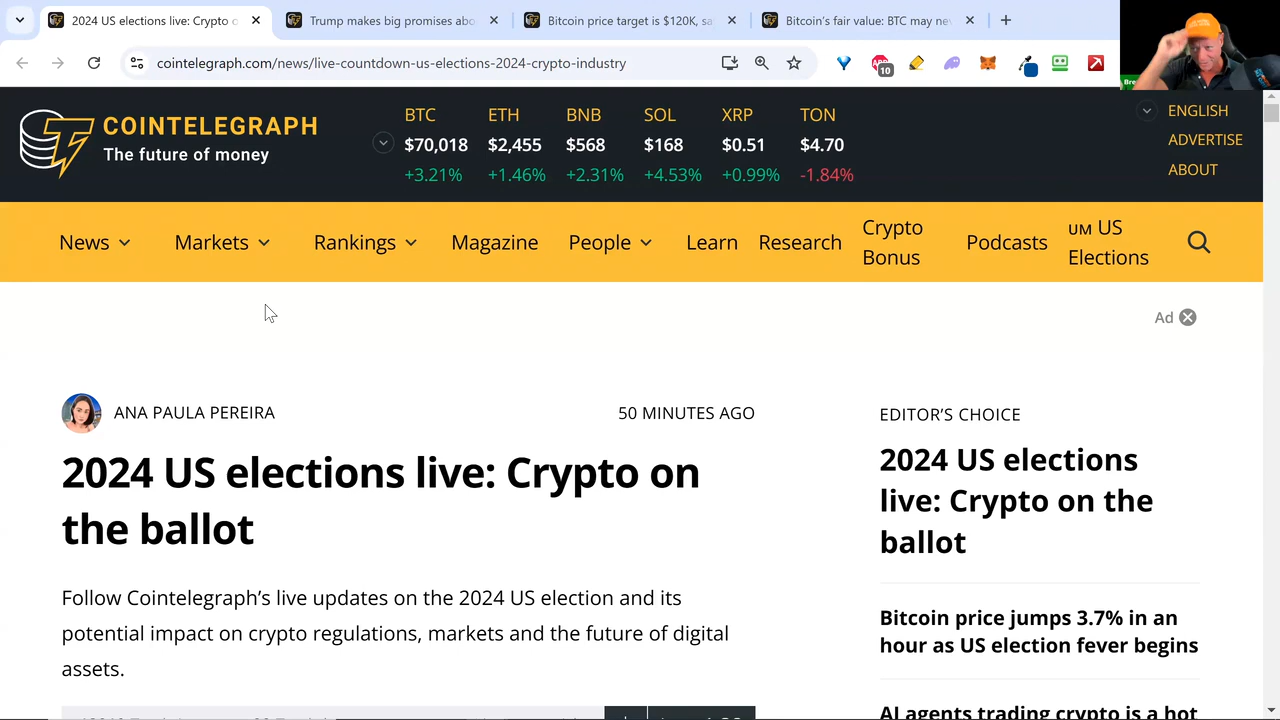 2024 US elections live: Crypto o
Trump makes big promises abo
Bitcoin price target is $120K, sa
Bitcoin's fair value: BTC may ne
cointelegraph.com/news/live-countdown-us-elections-2024-crypto-industry
10
COINTELEGRAPH
The future of money
BTC ETH BNB SOL XRP TON
$70,018 $2,455 $568 $168 $0.51 $4.70
+3.21% +1.46% +2.31% +4.53% +0.99% -1.84%
ENGLISH
ADVERTISE
ABOUT
News Markets Rankings Magazine People Learn Research Crypto Bonus Podcasts UM US Elections
Ad
ANA PAULA PEREIRA
50 MINUTES AGO
2024 US elections live: Crypto on
the ballot
Follow Cointelegraph's live updates on the 2024 US election and its
potential impact on crypto regulations, markets and the future of digital
assets.
EDITOR'S CHOICE
2024 US elections
live: Crypto on the
ballot
Bitcoin price jumps 3.7% in an
hour as US election fever begins
AI agents trading crypto is a hot